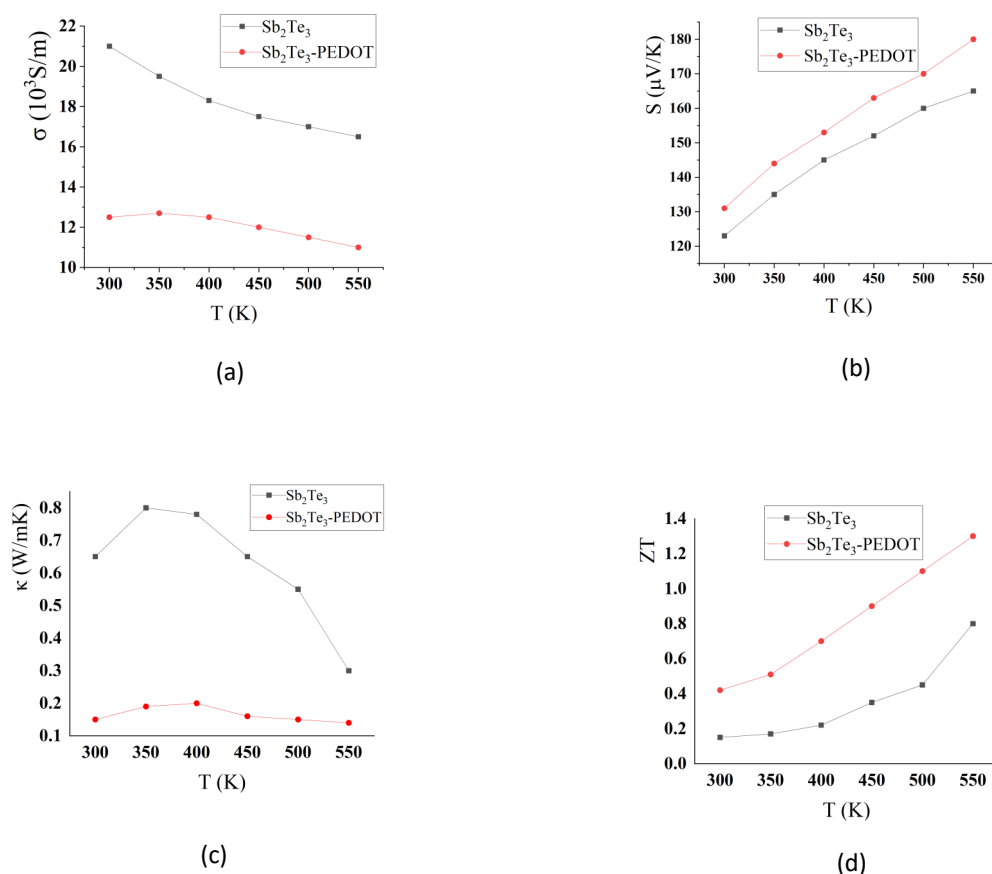 Sb₂Te₃
Sb₂Te₃-PEDOT
σ (10³S/m)
22
20
18
16
14
12
10
300 350 400 450 500 550
T (K)
(a)
Sb₂Te₃
Sb₂Te₃-PEDOT
S (μV/K)
180
170
160
150
140
130
120
300 350 400 450 500 550
T (K)
(b)
Sb₂Te₃
Sb₂Te₃-PEDOT
κ (W/mK)
0.8
0.7
0.6
0.5
0.4
0.3
0.2
0.1
300 350 400 450 500 550
T (K)
(c)
Sb₂Te₃
Sb₂Te₃-PEDOT
ZT
1.4
1.2
1.0
0.8
0.6
0.4
0.2
0.0
300 350 400 450 500 550
T (K)
(d)